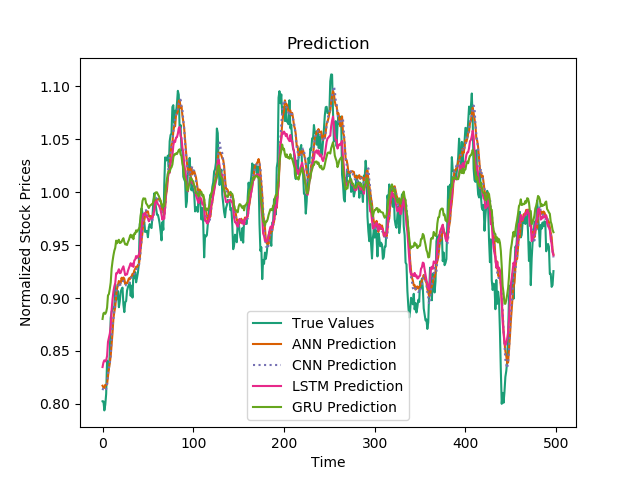 Prediction
Normalized Stock Prices
1.10
1.05
1.00
0.95
0.90
0.85
0.80
True Values
ANN Prediction
CNN Prediction
LSTM Prediction
GRU Prediction
0 100 200 300 400 500
Time